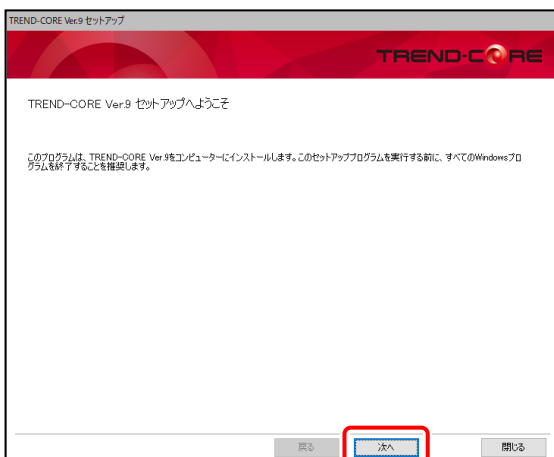 TREND-CORE Ver.9 セットアップ
TREND-CORE
TREND-CORE Ver.9 セットアップへようこそ
このプログラムは、TREND-CORE Ver.9をコンピューターにインストールします。このセットアッププログラムを実行する前に、すべてのWindowsプロ
グラムを終了することを推奨します。
戻る 次へ 閉じる